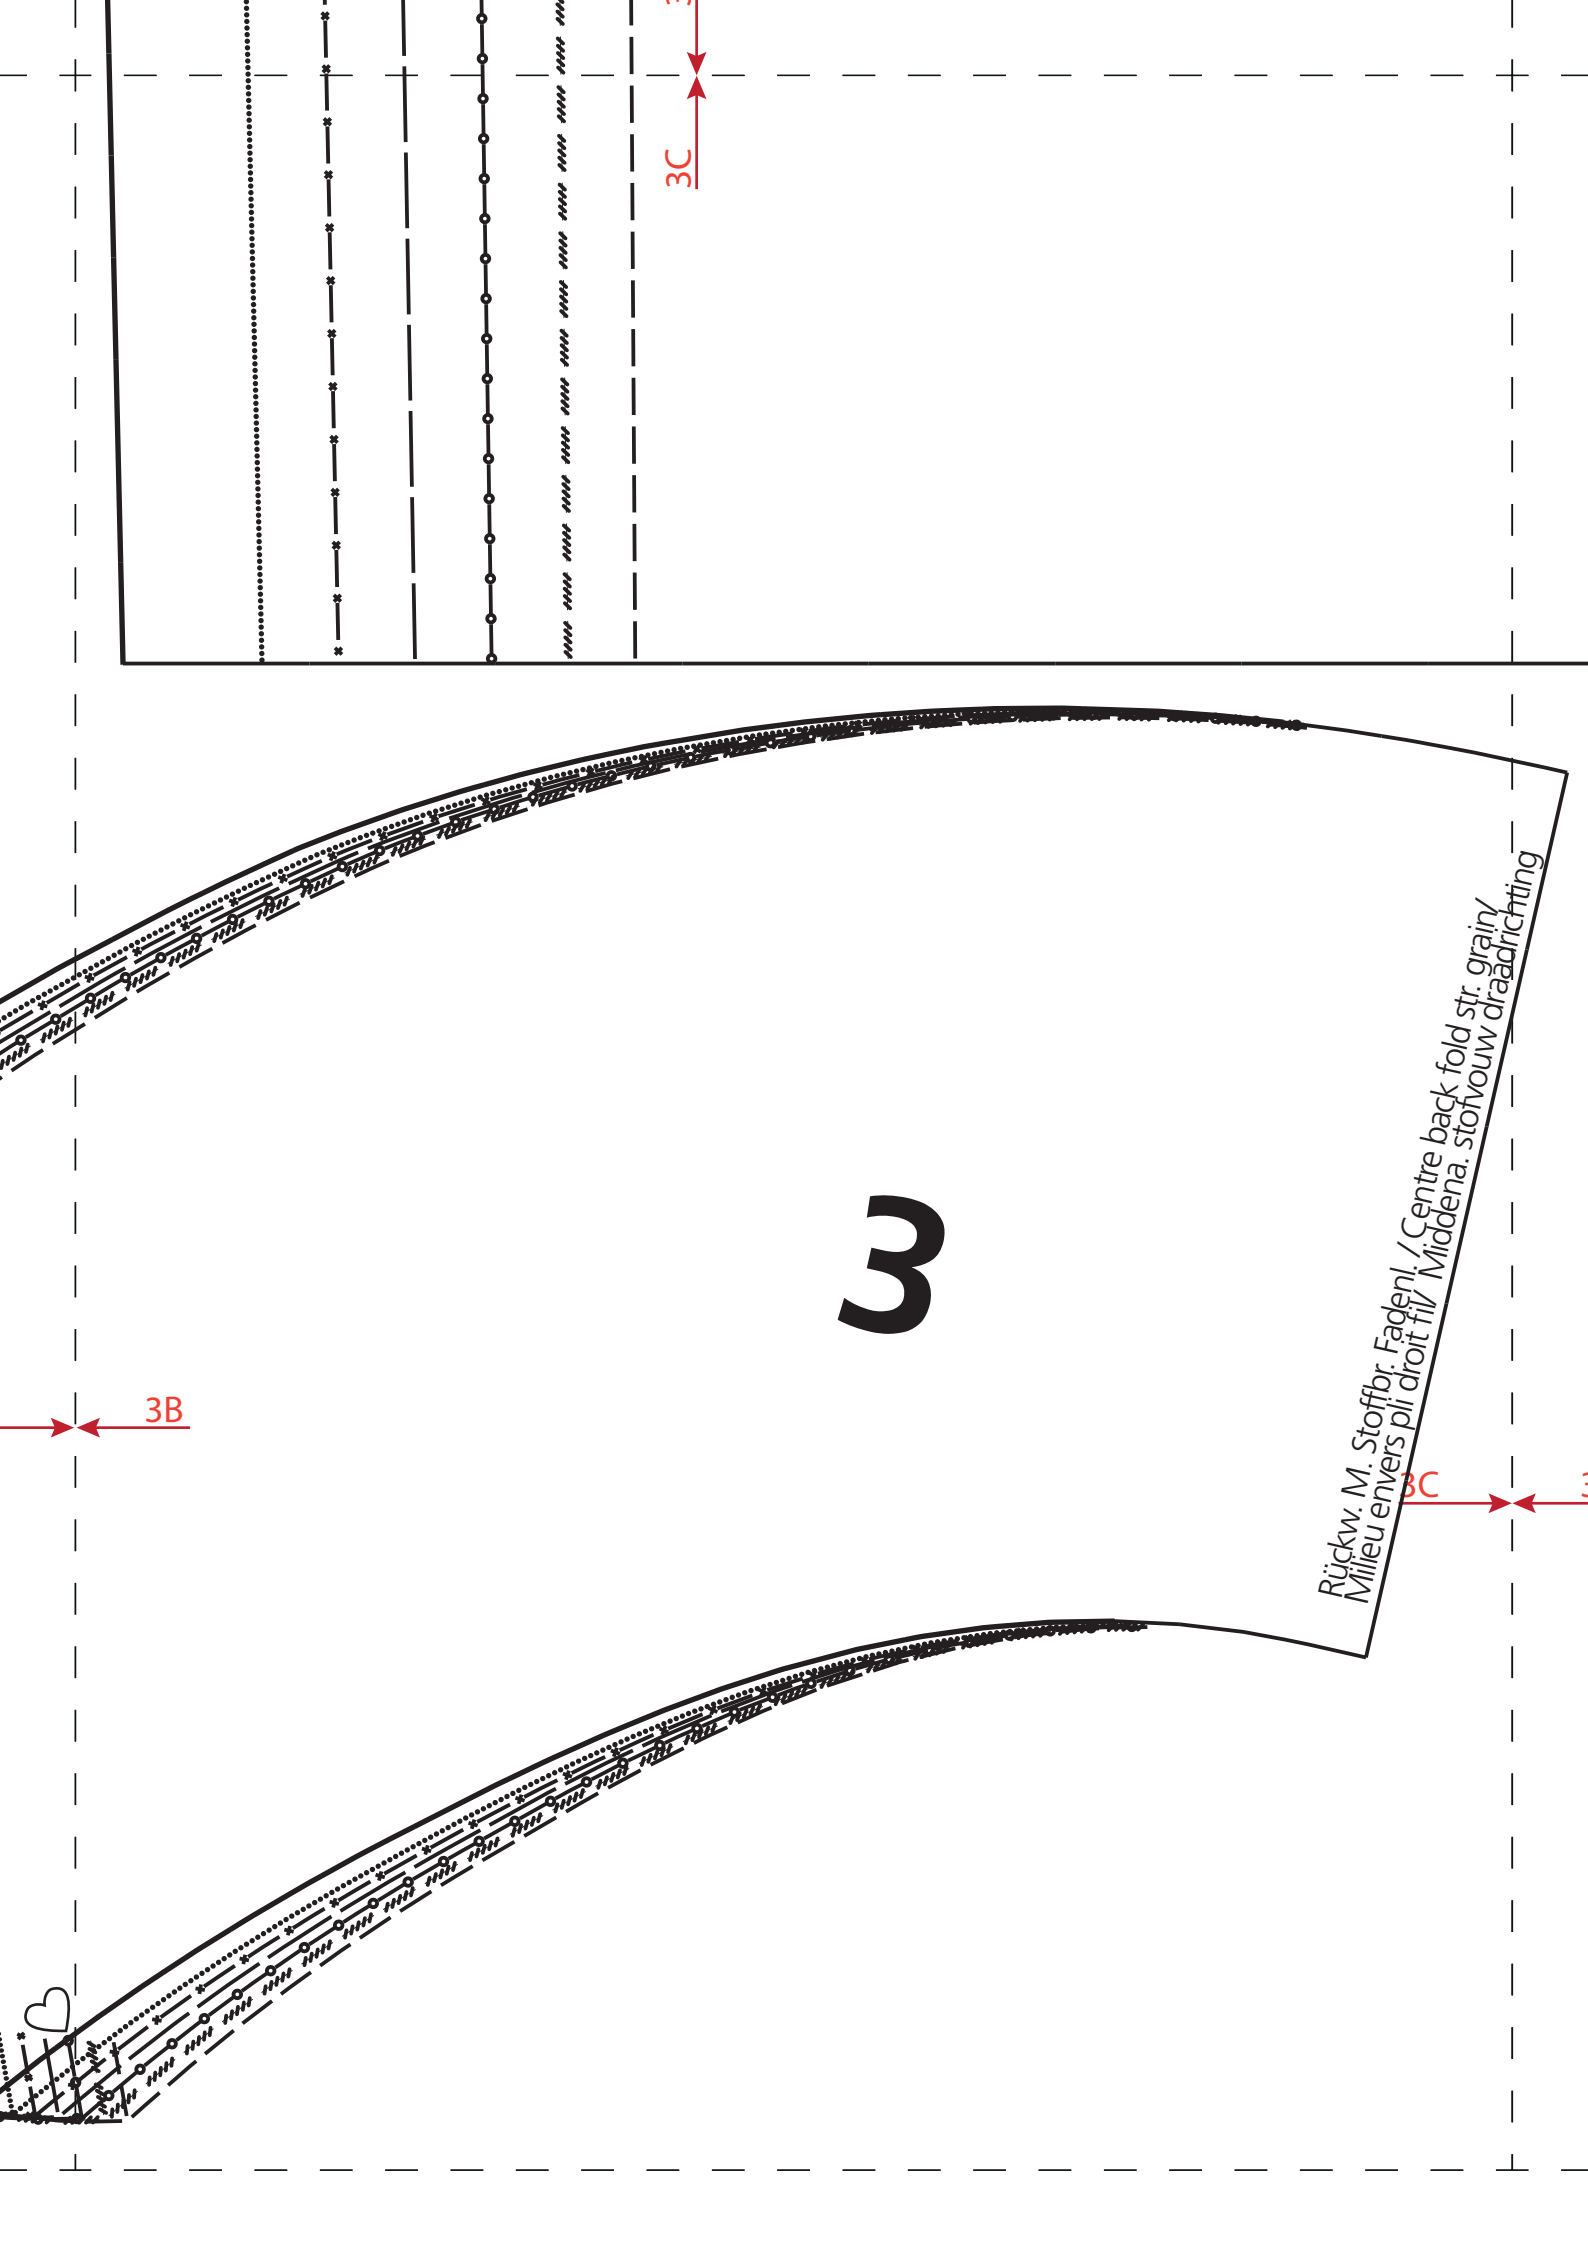 3C
3
Rückw. M. Stoffbr. Fadenl. / Centre back fold str. grain/
Milieu envers pli droit fil/ Middena. stofvouw draadrichting
3B
3C